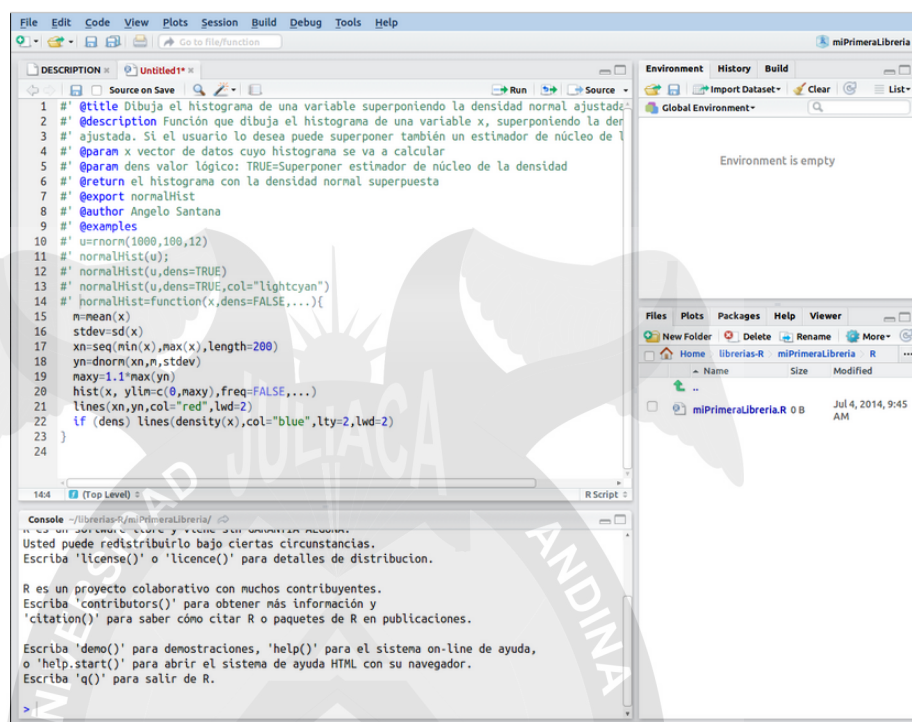 File Edit Code View Plots Session Build Debug Tools Help
Go to file/function
miPrimeraLibreria
DESCRIPTION
Untitled1*
Source on Save
Run
Source
1 #' @title Dibuja el histograma de una variable superponiendo la densidad normal ajustada
2 #' @description Función que dibuja el histograma de una variable x, superponiendo la den
3 #' ajustada. Si el usuario lo desea puede superponer también un estimador de núcleo de l
4 #' @param x vector de datos cuyo histograma se va a calcular
5 #' @param dens valor lógico: TRUE=Superponer estimador de núcleo de la densidad
6 #' @return el histograma con la densidad normal superpuesta
7 #' @export normalHist
8 #' @author Angelo Santana
9 #' @examples
10 #' u=rnorm(1000,100,12)
11 #' normalHist(u);
12 #' normalHist(u,dens=TRUE)
13 #' normalHist(u,dens=TRUE,col="lightcyan")
14 #' normalHist=function(x,dens=FALSE,...){
15 m=mean(x)
16 stdev=sd(x)
17 xn=seq(min(x),max(x),length=200)
18 yn=dnorm(xn,m,stdev)
19 maxy=1.1*max(yn)
20 hist(x, ylim=c(0,maxy),freq=FALSE,...)
21 lines(xn,yn,col="red",lwd=2)
22 if (dens) lines(density(x),col="blue",lty=2,lwd=2)
23 }
24
14:4 (Top Level) R Script
Console ~/librerias-R/miPrimeraLibreria/
R es un software libre y viene sin GARANTIA ALGUNA.
Usted puede redistribuirlo bajo ciertas circunstancias.
Escriba 'license()' o 'licence()' para detalles de distribucion.
R es un proyecto colaborativo con muchos contribuyentes.
Escriba 'contributors()' para obtener más información y
'citation()' para saber cómo citar R o paquetes de R en publicaciones.
Escriba 'demo()' para demostraciones, 'help()' para el sistema on-line de ayuda,
o 'help.start()' para abrir el sistema de ayuda HTML con su navegador.
Escriba 'q()' para salir de R.
>
Environment History Build
Import Dataset Clear List
Global Environment
Environment is empty
Files Plots Packages Help Viewer
New Folder Delete Rename More
Home librerias-R miPrimeraLibreria R ...
Name Size Modified
..
miPrimeraLibreria.R 0 B Jul 4, 2014, 9:45 AM
JULIACA
ANDINA